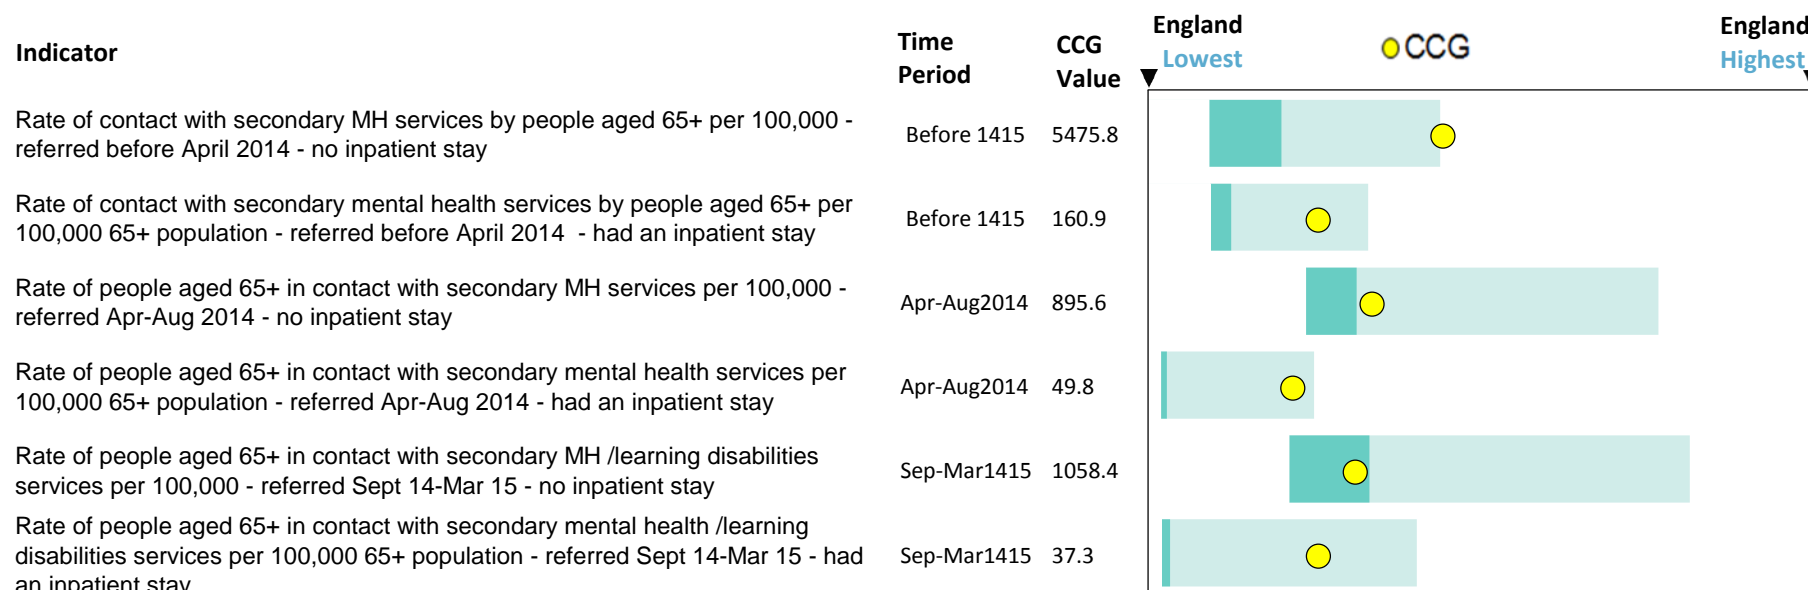 Indicator
Time
Period
CCG
Value
England
Lowest
CCG
England
Highest
Rate of contact with secondary MH services by people aged 65+ per 100,000 -
referred before April 2014 - no inpatient stay
Before 1415 5475.8
Rate of contact with secondary mental health services by people aged 65+ per
100,000 65+ population - referred before April 2014 - had an inpatient stay
Before 1415 160.9
Rate of people aged 65+ in contact with secondary MH services per 100,000 -
referred Apr-Aug 2014 - no inpatient stay
Apr-Aug2014 895.6
Rate of people aged 65+ in contact with secondary mental health services per
100,000 65+ population - referred Apr-Aug 2014 - had an inpatient stay
Apr-Aug2014 49.8
Rate of people aged 65+ in contact with secondary MH /learning disabilities
services per 100,000 - referred Sept 14-Mar 15 - no inpatient stay
Sep-Mar1415 1058.4
Rate of people aged 65+ in contact with secondary mental health /learning
disabilities services per 100,000 65+ population - referred Sept 14-Mar 15 - had
an inpatient stay
Sep-Mar1415 37.3